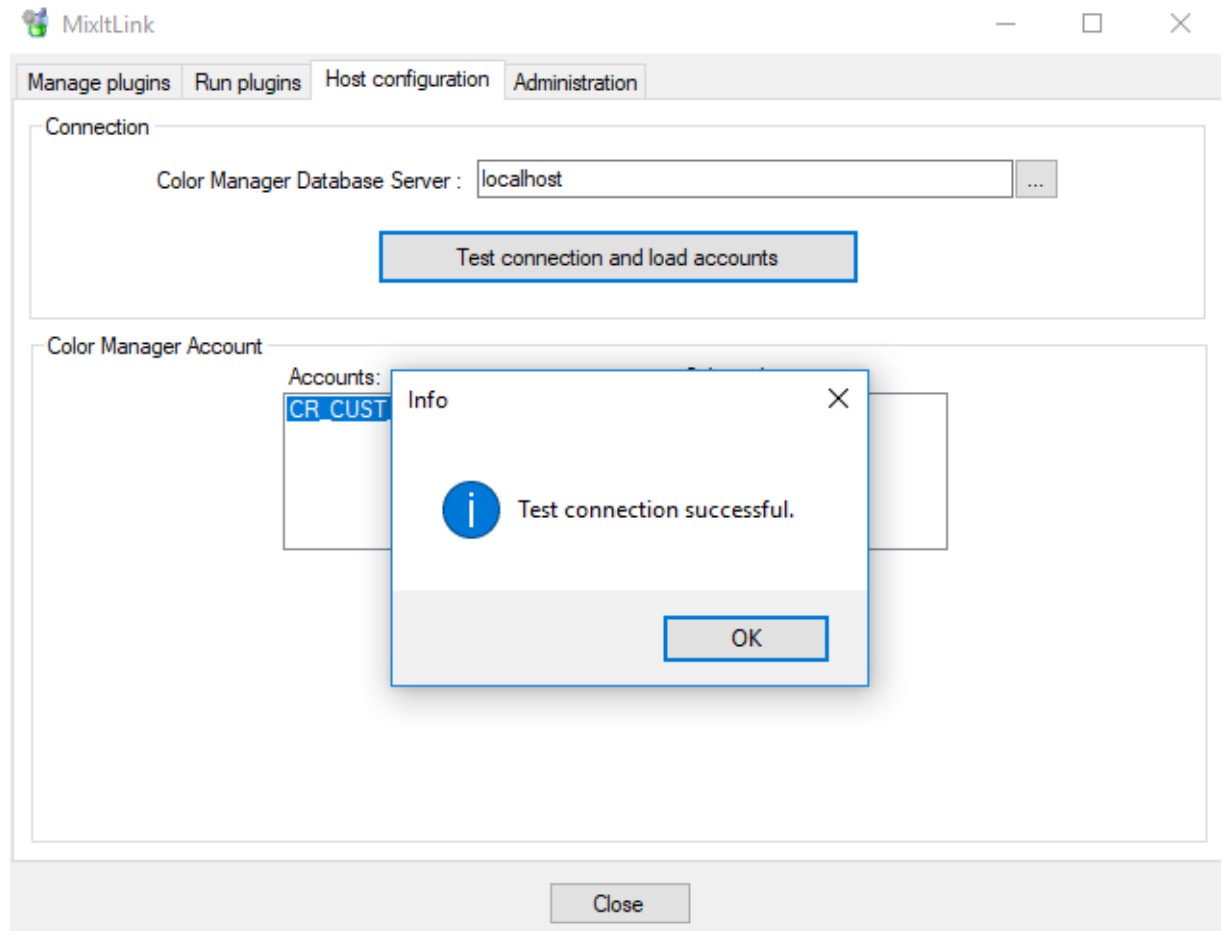 MixItLink
Manage plugins Run plugins Host configuration Administration
Connection
Color Manager Database Server : localhost ...
Test connection and load accounts
Color Manager Account
Accounts:
CR_CUST
Info
Test connection successful.
OK
Close